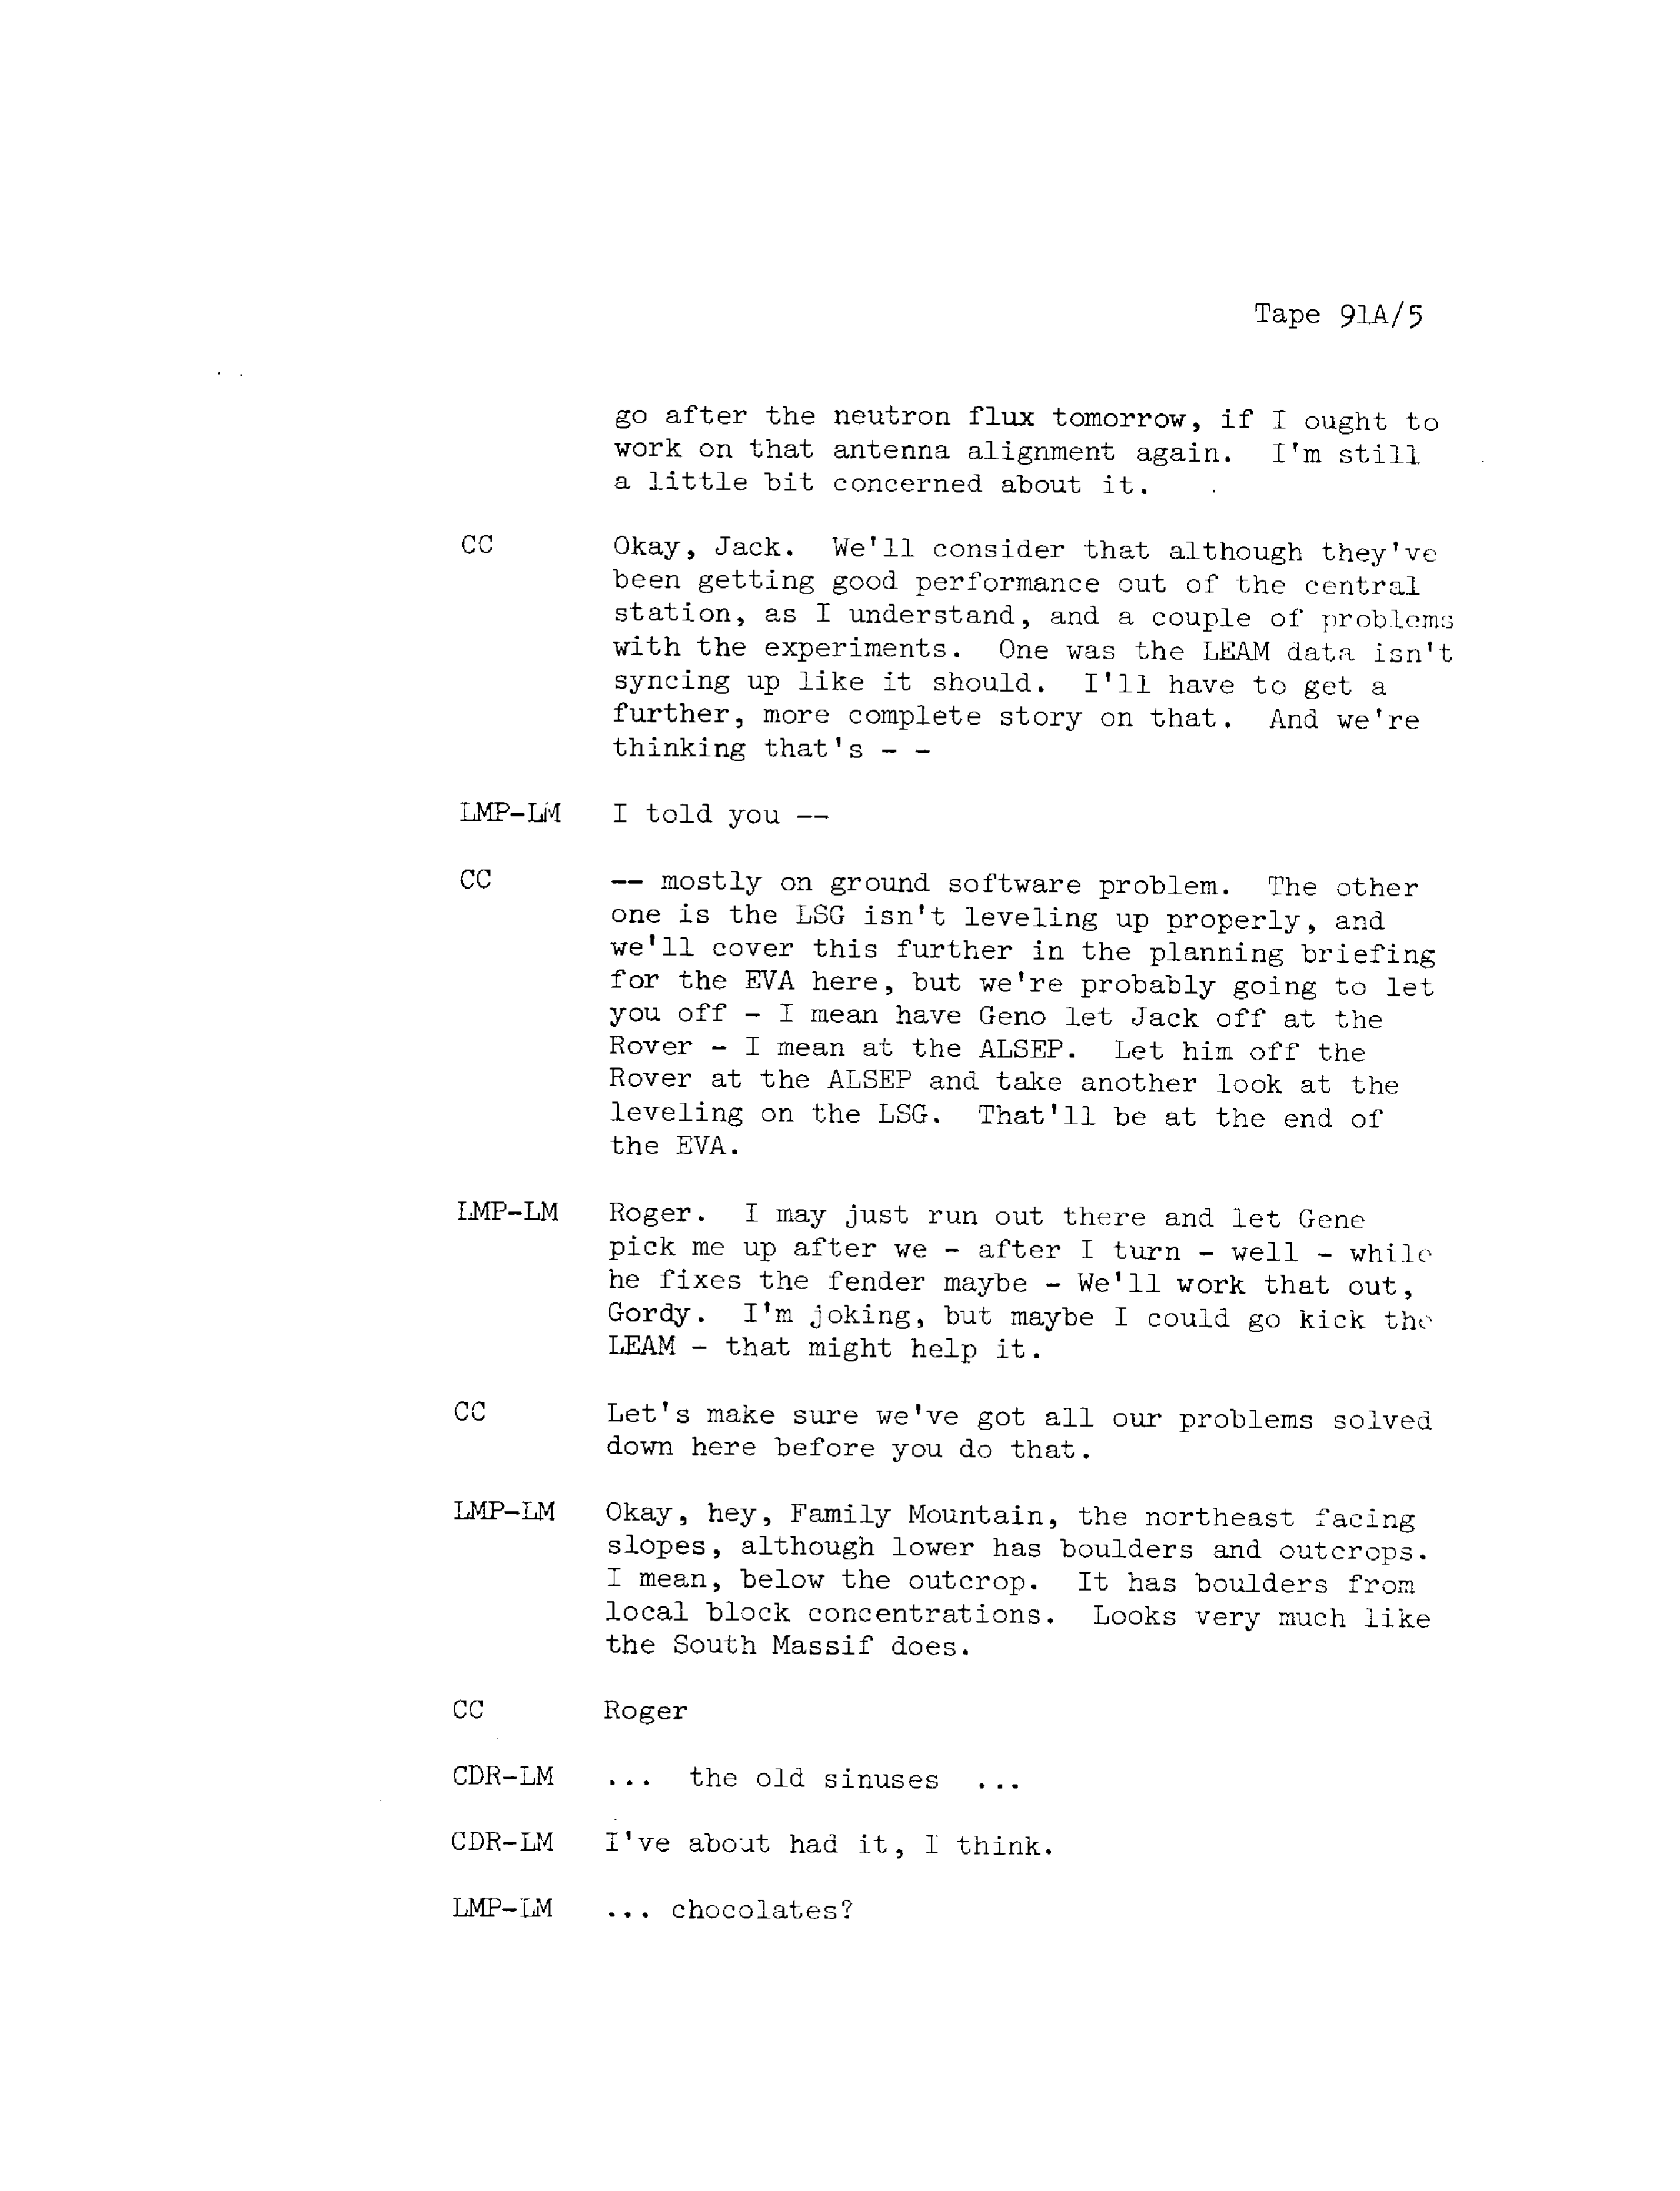 Tape 91A/5
go after the neutron flux tomorrow, if I ought to
work on that antenna alignment again. I'm still
a little bit concerned about it.
CC Okay, Jack. We'll consider that although they've
been getting good performance out of the central
station, as I understand, and a couple of problems
with the experiments. One was the LEAM data isn't
syncing up like it should. I'll have to get a
further, more complete story on that. And we're
thinking that's - -
LMP-LM I told you --
CC -- mostly on ground software problem. The other
one is the LSG isn't leveling up properly, and
we'll cover this further in the planning briefing
for the EVA here, but we're probably going to let
you off - I mean have Geno let Jack off at the
Rover - I mean at the ALSEP. Let him off the
Rover at the ALSEP and take another look at the
leveling on the LSG. That'll be at the end of
the EVA.
LMP-LM Roger. I may just run out there and let Gene
pick me up after we - after I turn - well - while
he fixes the fender maybe - We'll work that out,
Gordy. I'm joking, but maybe I could go kick the
LEAM - that might help it.
CC Let's make sure we've got all our problems solved
down here before you do that.
LMP-LM Okay, hey, Family Mountain, the northeast facing
slopes, although lower has boulders and outcrops.
I mean, below the outcrop. It has boulders from
local block concentrations. Looks very much like
the South Massif does.
CC Roger
CDR-LM ... the old sinuses ...
CDR-LM I've about had it, I think.
LMP-LM ... chocolates?